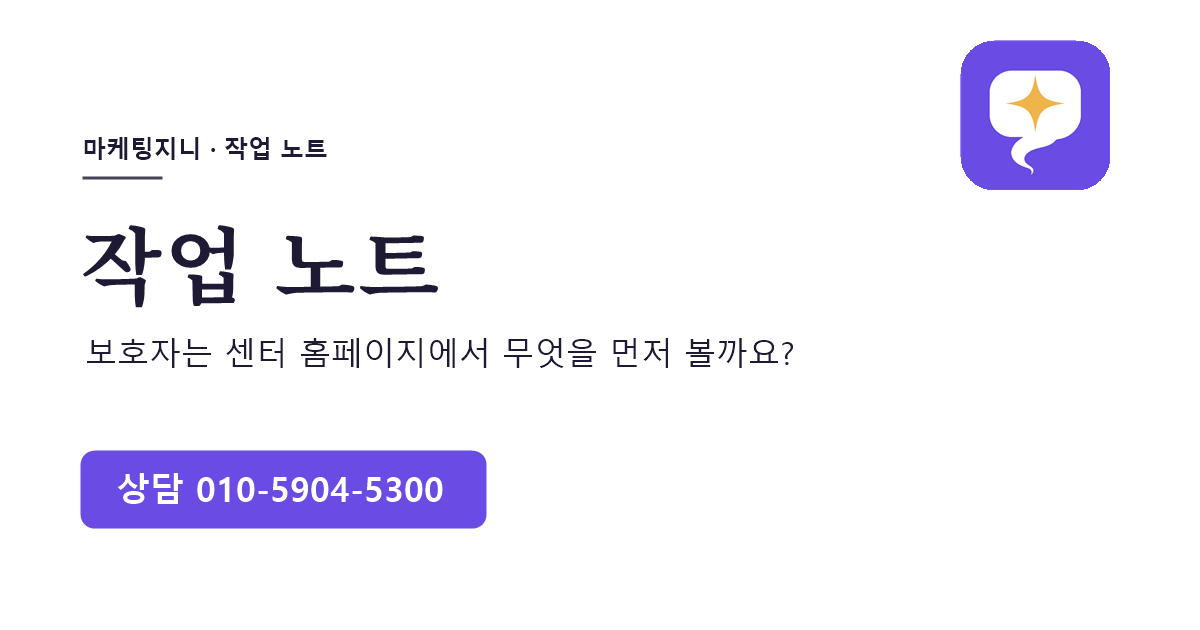 마케팅지니 · 작업 노트
작업 노트
보호자는 센터 홈페이지에서 무엇을 먼저 볼까요?
상담 010-5904-5300